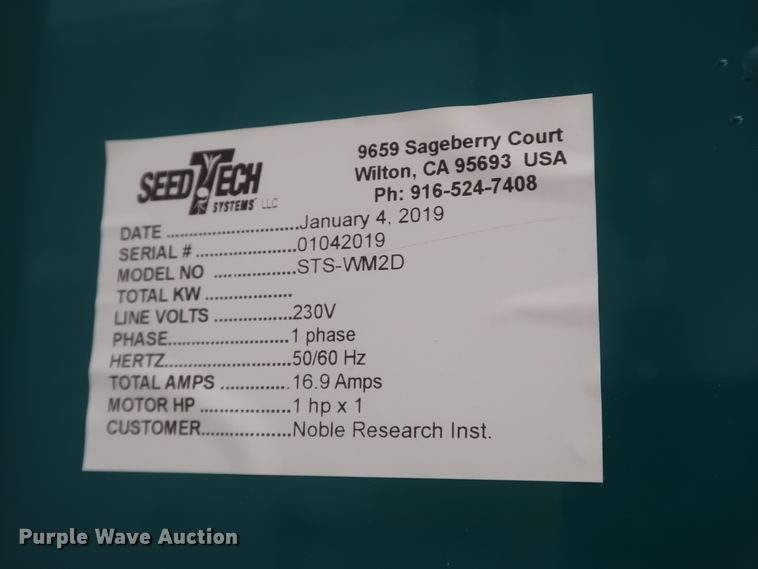 SEED TECH
SYSTEMS LLC
9659 Sageberry Court
Wilton, CA 95693 USA
Ph: 916-524-7408
DATE ..........................January 4, 2019
SERIAL # ....................01042019
MODEL NO .................STS-WM2D
TOTAL KW ..................
LINE VOLTS ................230V
PHASE.........................1 phase
HERTZ..........................50/60 Hz
TOTAL AMPS ..............16.9 Amps
MOTOR HP ..................1 hp x 1
CUSTOMER..................Noble Research Inst.
Purple Wave Auction